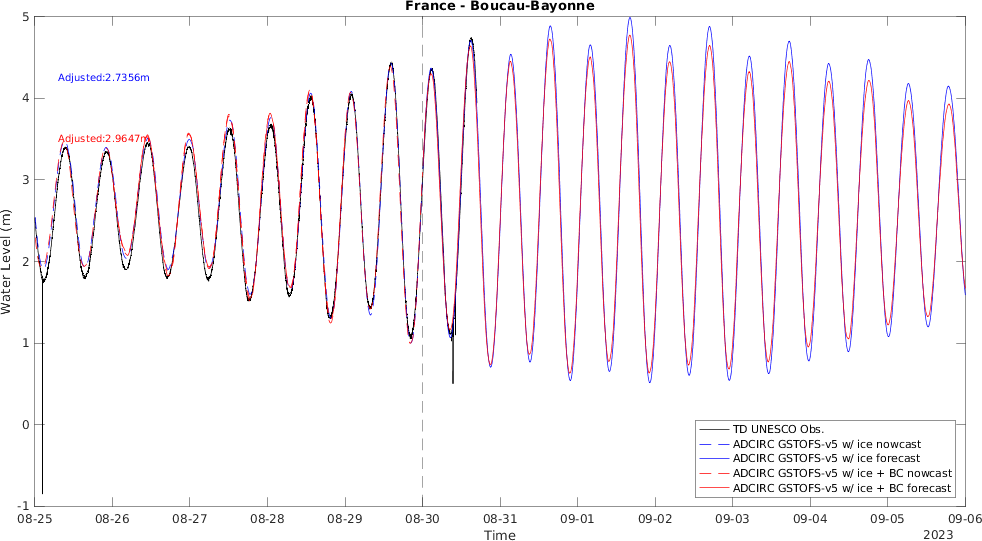 France - Boucau-Bayonne
5
4
3
2
1
0
-1
Water Level (m)
Adjusted:2.7356m
Adjusted:2.9647m
TD UNESCO Obs.
ADCIRC GSTOFS-v5 w/ ice nowcast
ADCIRC GSTOFS-v5 w/ ice forecast
ADCIRC GSTOFS-v5 w/ ice + BC nowcast
ADCIRC GSTOFS-v5 w/ ice + BC forecast
08-25 08-26 08-27 08-28 08-29 08-30 08-31 09-01 09-02 09-03 09-04 09-05 09-06
Time
2023